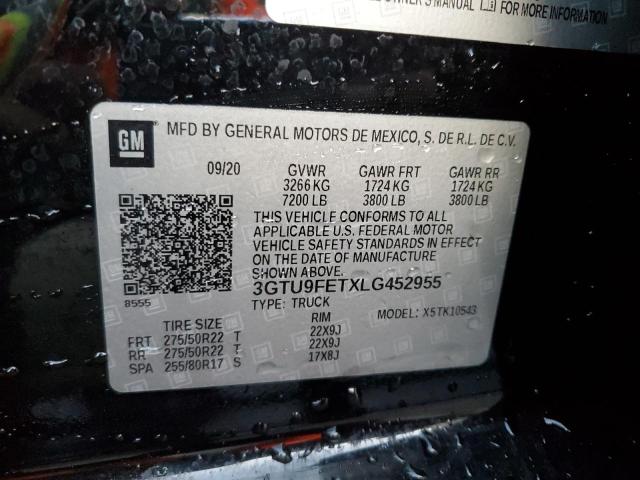 OWNER'S MANUAL FOR MORE INFORMATION
GM
MFD BY GENERAL MOTORS DE MEXICO, S. DE R.L. DE C.V.
09/20 GVWR GAWR FRT GAWR RR
3266 KG 1724 KG 1724 KG
7200 LB 3800 LB 3800 LB
THIS VEHICLE CONFORMS TO ALL
APPLICABLE U.S. FEDERAL MOTOR
VEHICLE SAFETY STANDARDS IN EFFECT
ON THE DATE OF MANUFACTURE
SHOWN ABOVE.
8555
3GTU9FETXLG452955
TYPE: TRUCK MODEL: X5TK10543
TIRE SIZE RIM
FRT 275/50R22 T 22X9J
RR 275/50R22 T 22X9J
SPA 255/80R17 S 17X8J